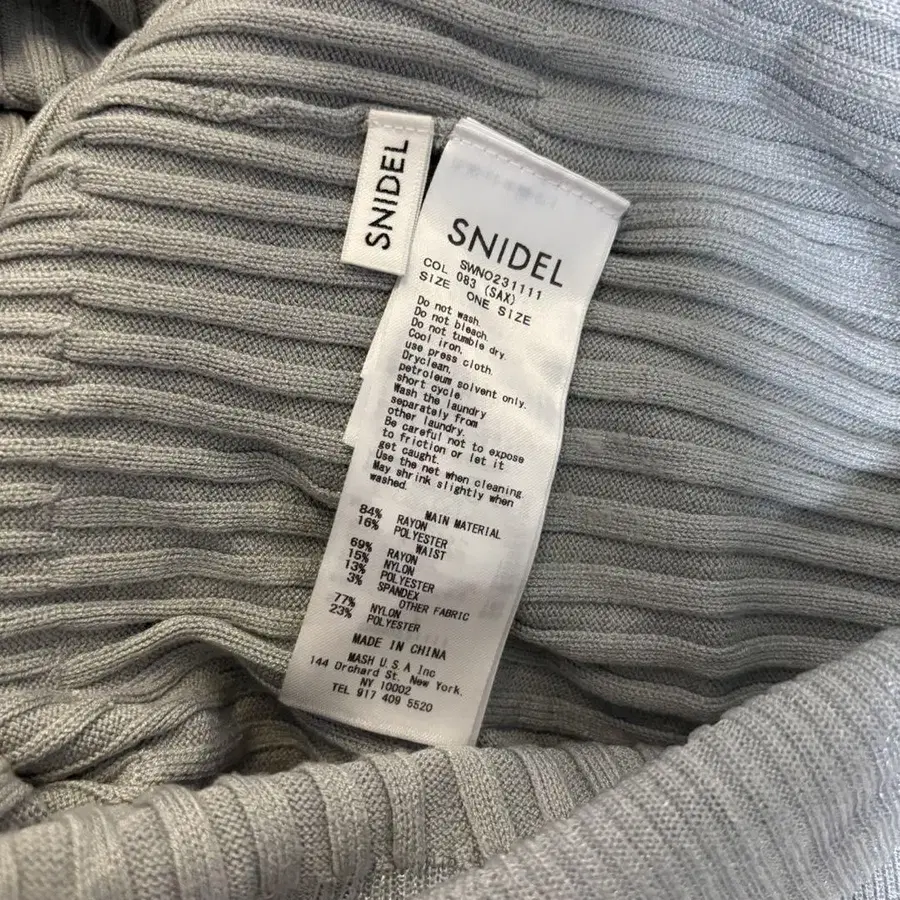 SNIDEL
SNIDEL
SWNO231111
COL 083 (SAX)
SIZE ONE SIZE
Do not wash.
Do not bleach.
Do not tumble dry.
Cool iron.
use press cloth.
Dryclean,
petroleum solvent only.
short cycle.
Wash the laundry
separately from
other laundry.
Be careful not to expose
to friction or let it
get caught.
Use the net when cleaning.
May shrink slightly when
washed.
MAIN MATERIAL
84% RAYON
16% POLYESTER
WAIST
69% RAYON
15% NYLON
13% POLYESTER
3% SPANDEX
OTHER FABRIC
77% NYLON
23% POLYESTER
MADE IN CHINA
MASH U.S.A Inc
144 Orchard St. New York.
NY 10002
TEL 917 409 5520